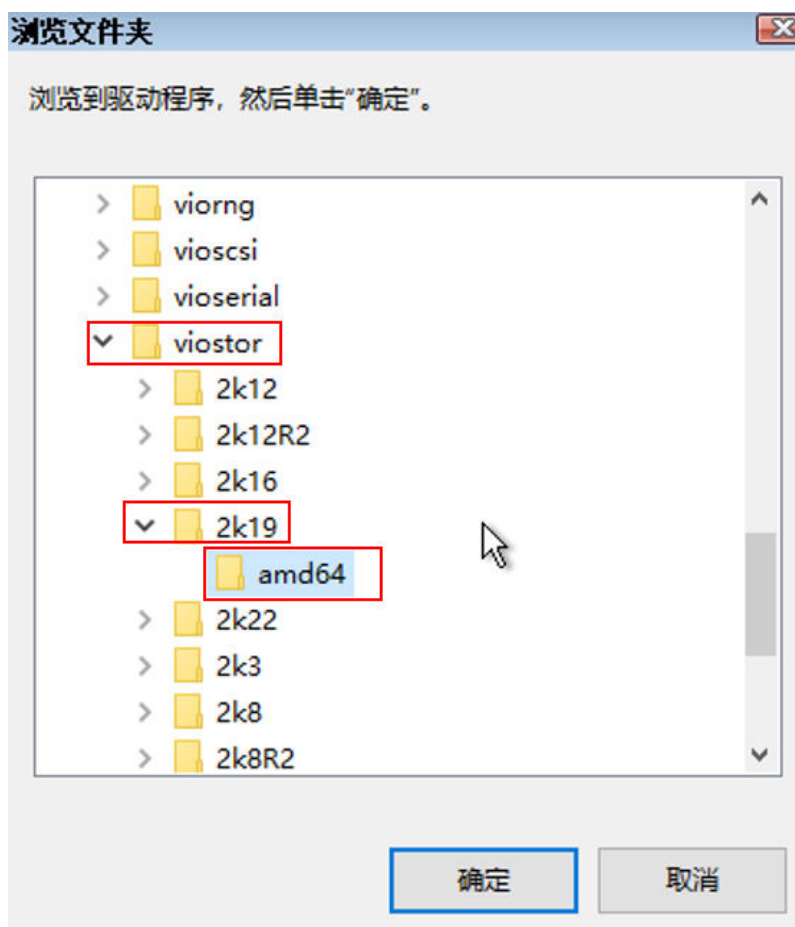 浏览文件夹
浏览到驱动程序，然后单击“确定”。
viorng
vioscsi
vioserial
viostor
2k12
2k12R2
2k16
2k19
amd64
2k22
2k3
2k8
2k8R2
确定 取消